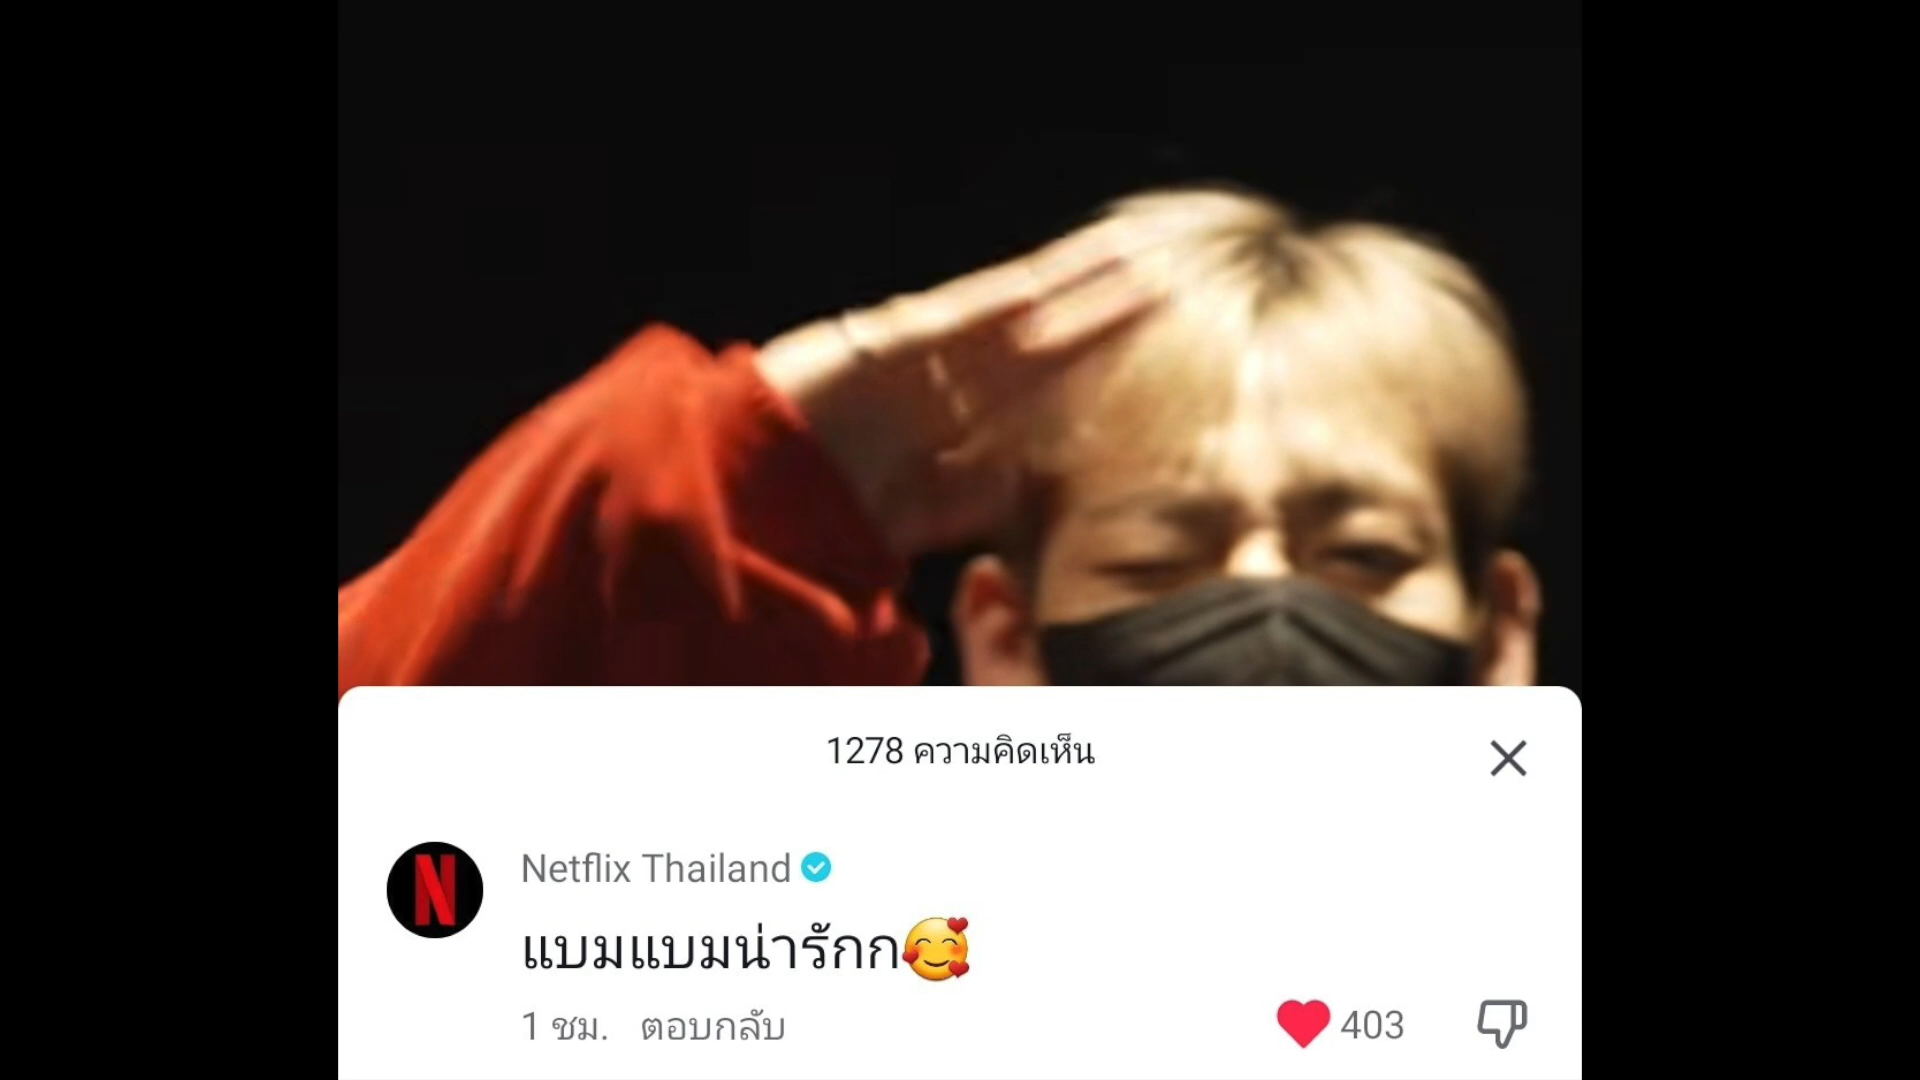 1278 ความคิดเห็น
Netflix Thailand
แบมแบมน่ารักก🥰
1 ชม. ตอบกลับ 403